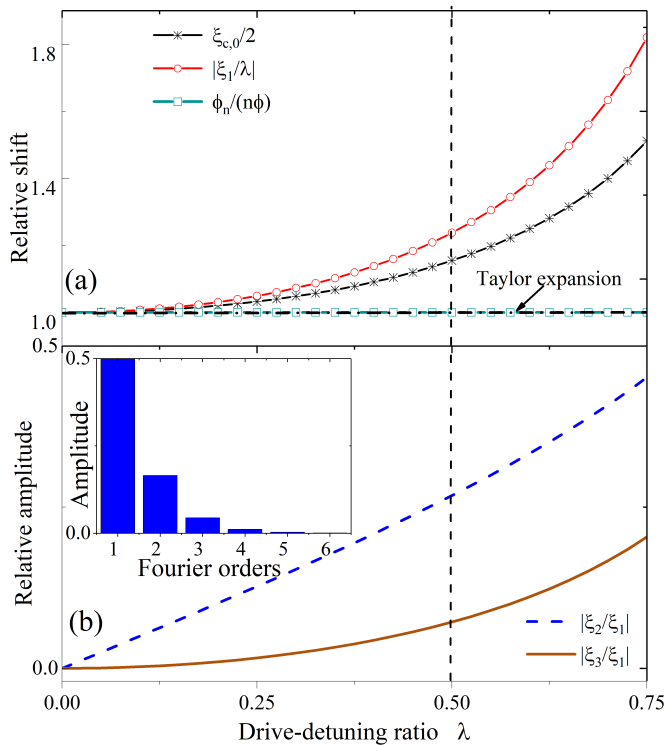 ξc,0/2
|ξ1/λ|
ϕn/(nϕ)
1.8
1.4
1.0
Relative shift
(a)
Taylor expansion
0.5
0.0
Relative amplitude
0.5
0.0
Amplitude
1 2 3 4 5 6
Fourier orders
(b)
|ξ2/ξ1|
|ξ3/ξ1|
0.00 0.25 0.50 0.75
Drive-detuning ratio λ